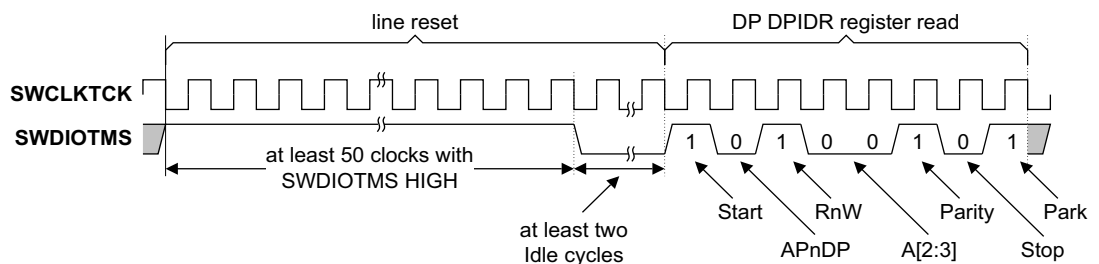 line reset
DP DPIDR register read
SWCLKTCK
SWDIOTMS
1 0 1 0 0 1 0 1
at least 50 clocks with
SWDIOTMS HIGH
at least two
Idle cycles
Start
RnW
Parity
Park
APnDP
A[2:3]
Stop